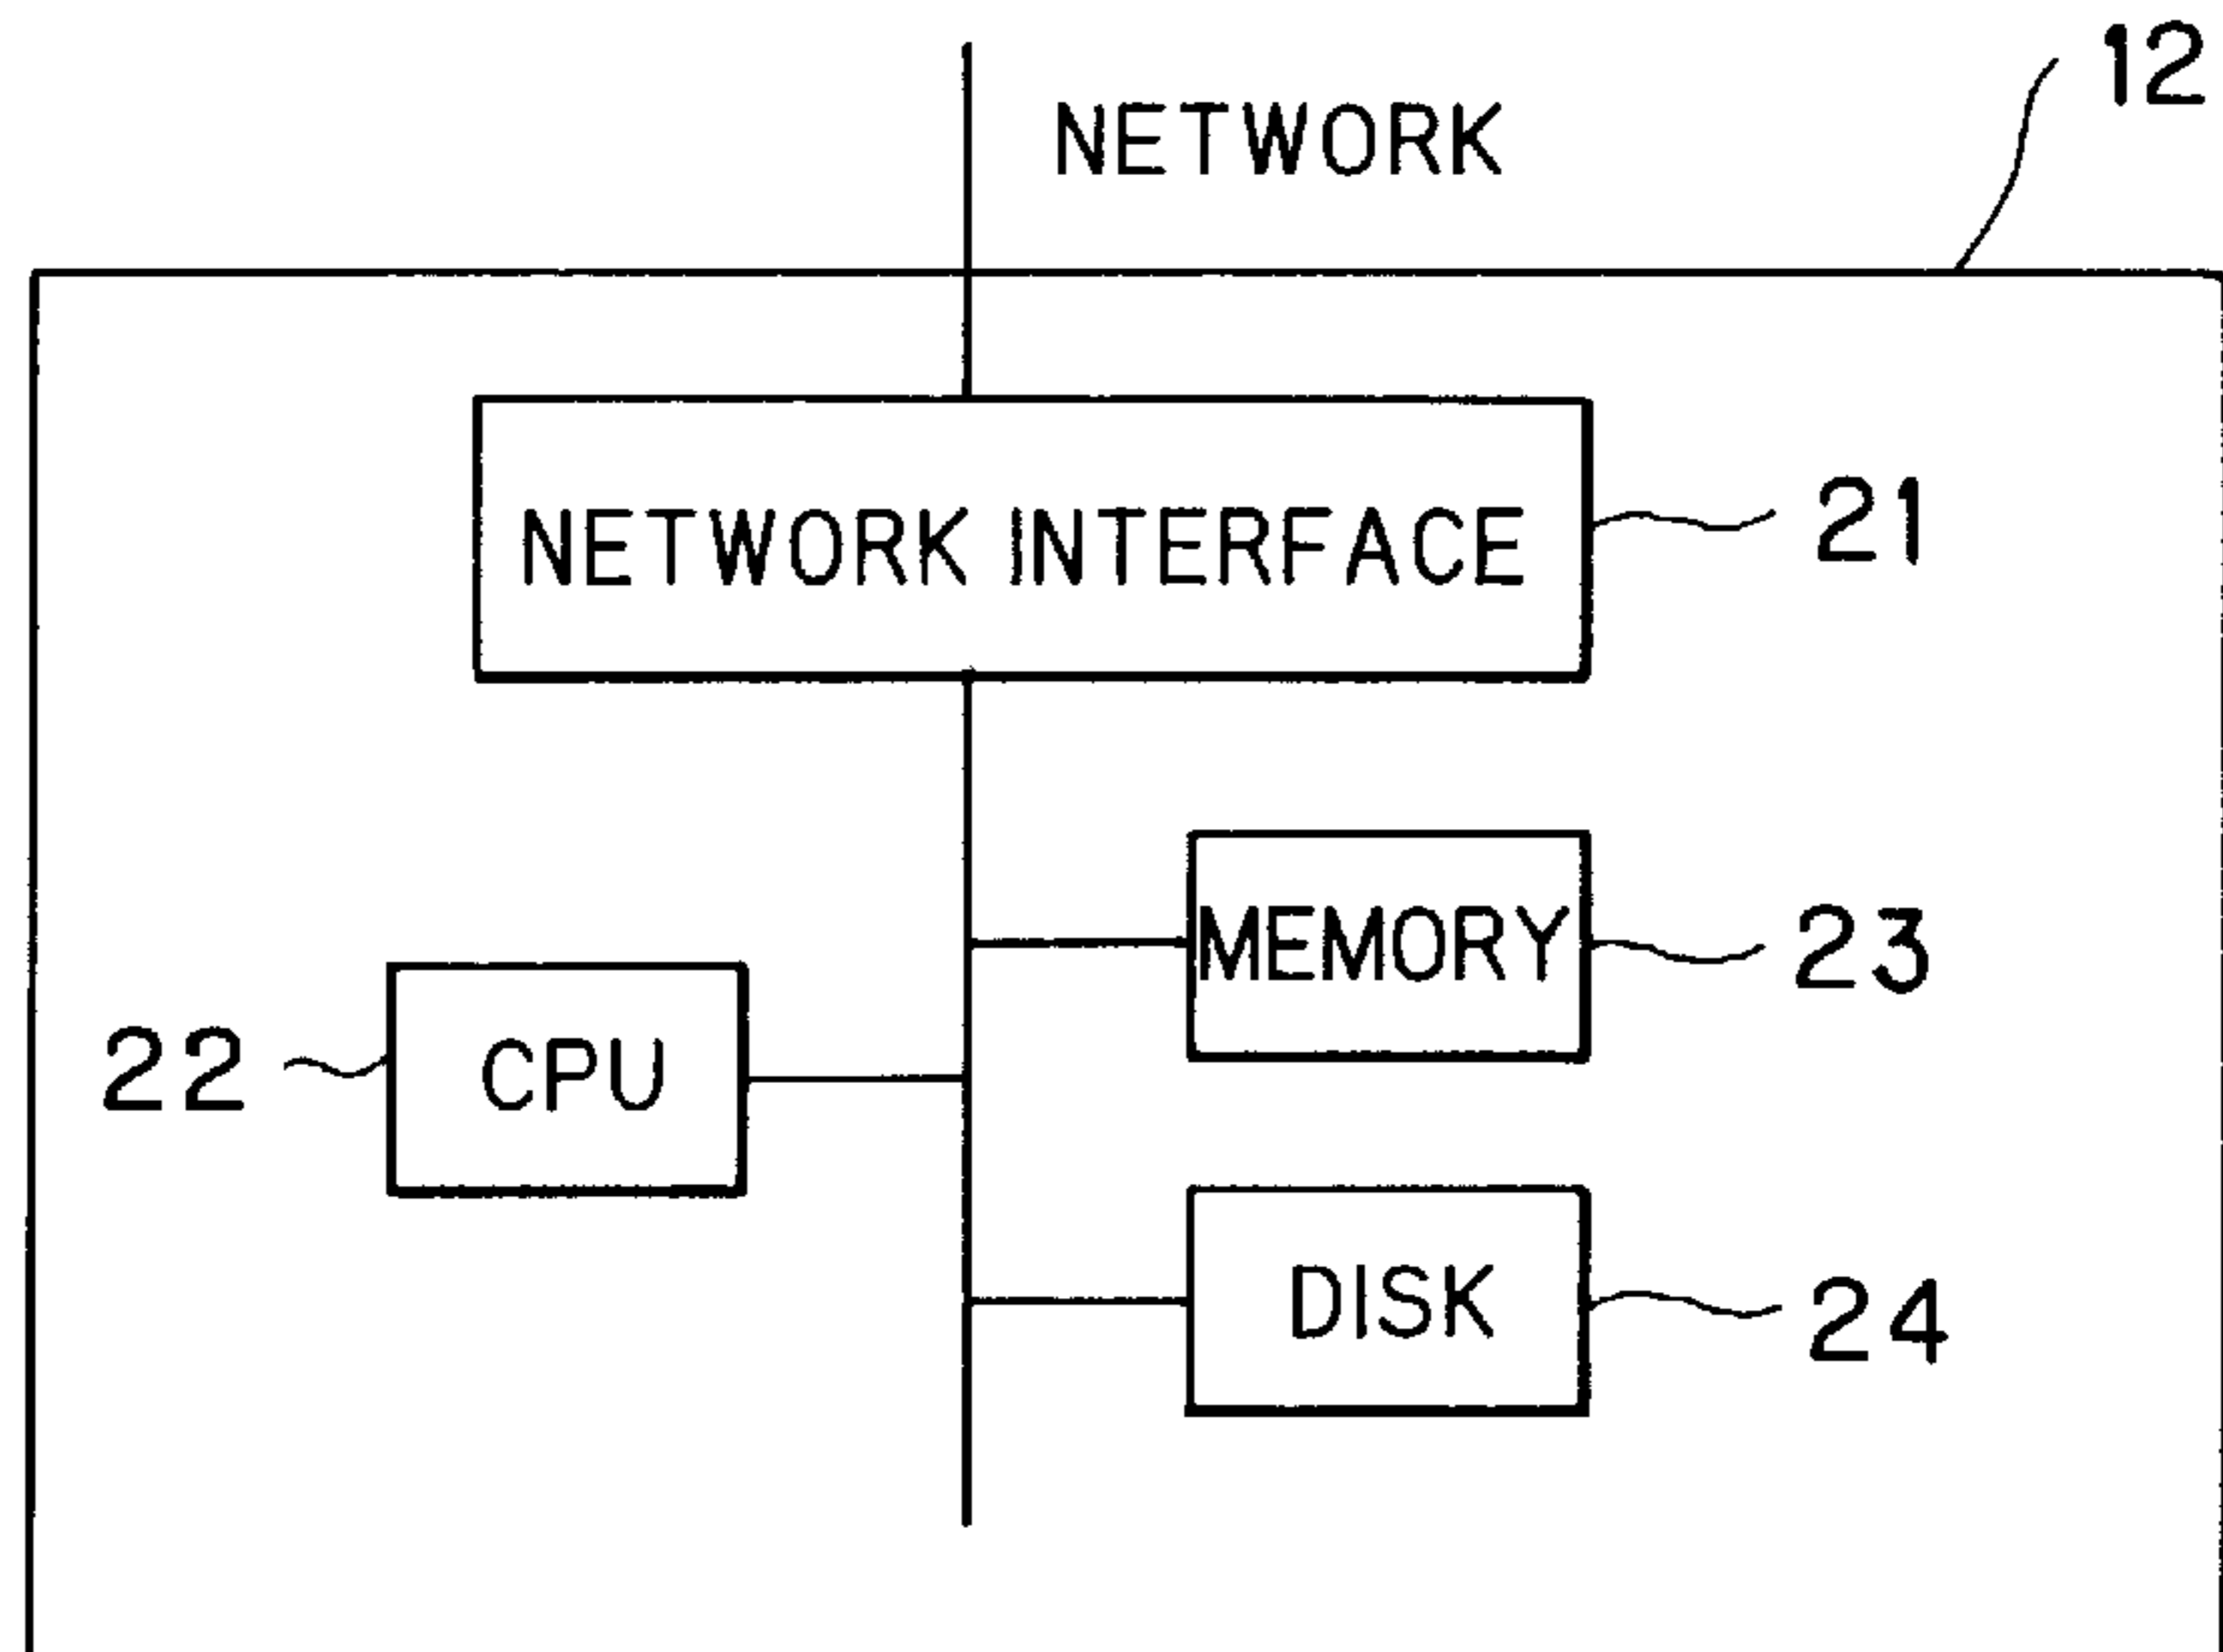 12
NETWORK
NETWORK INTERFACE
21
MEMORY
23
22
CPU
DISK
24